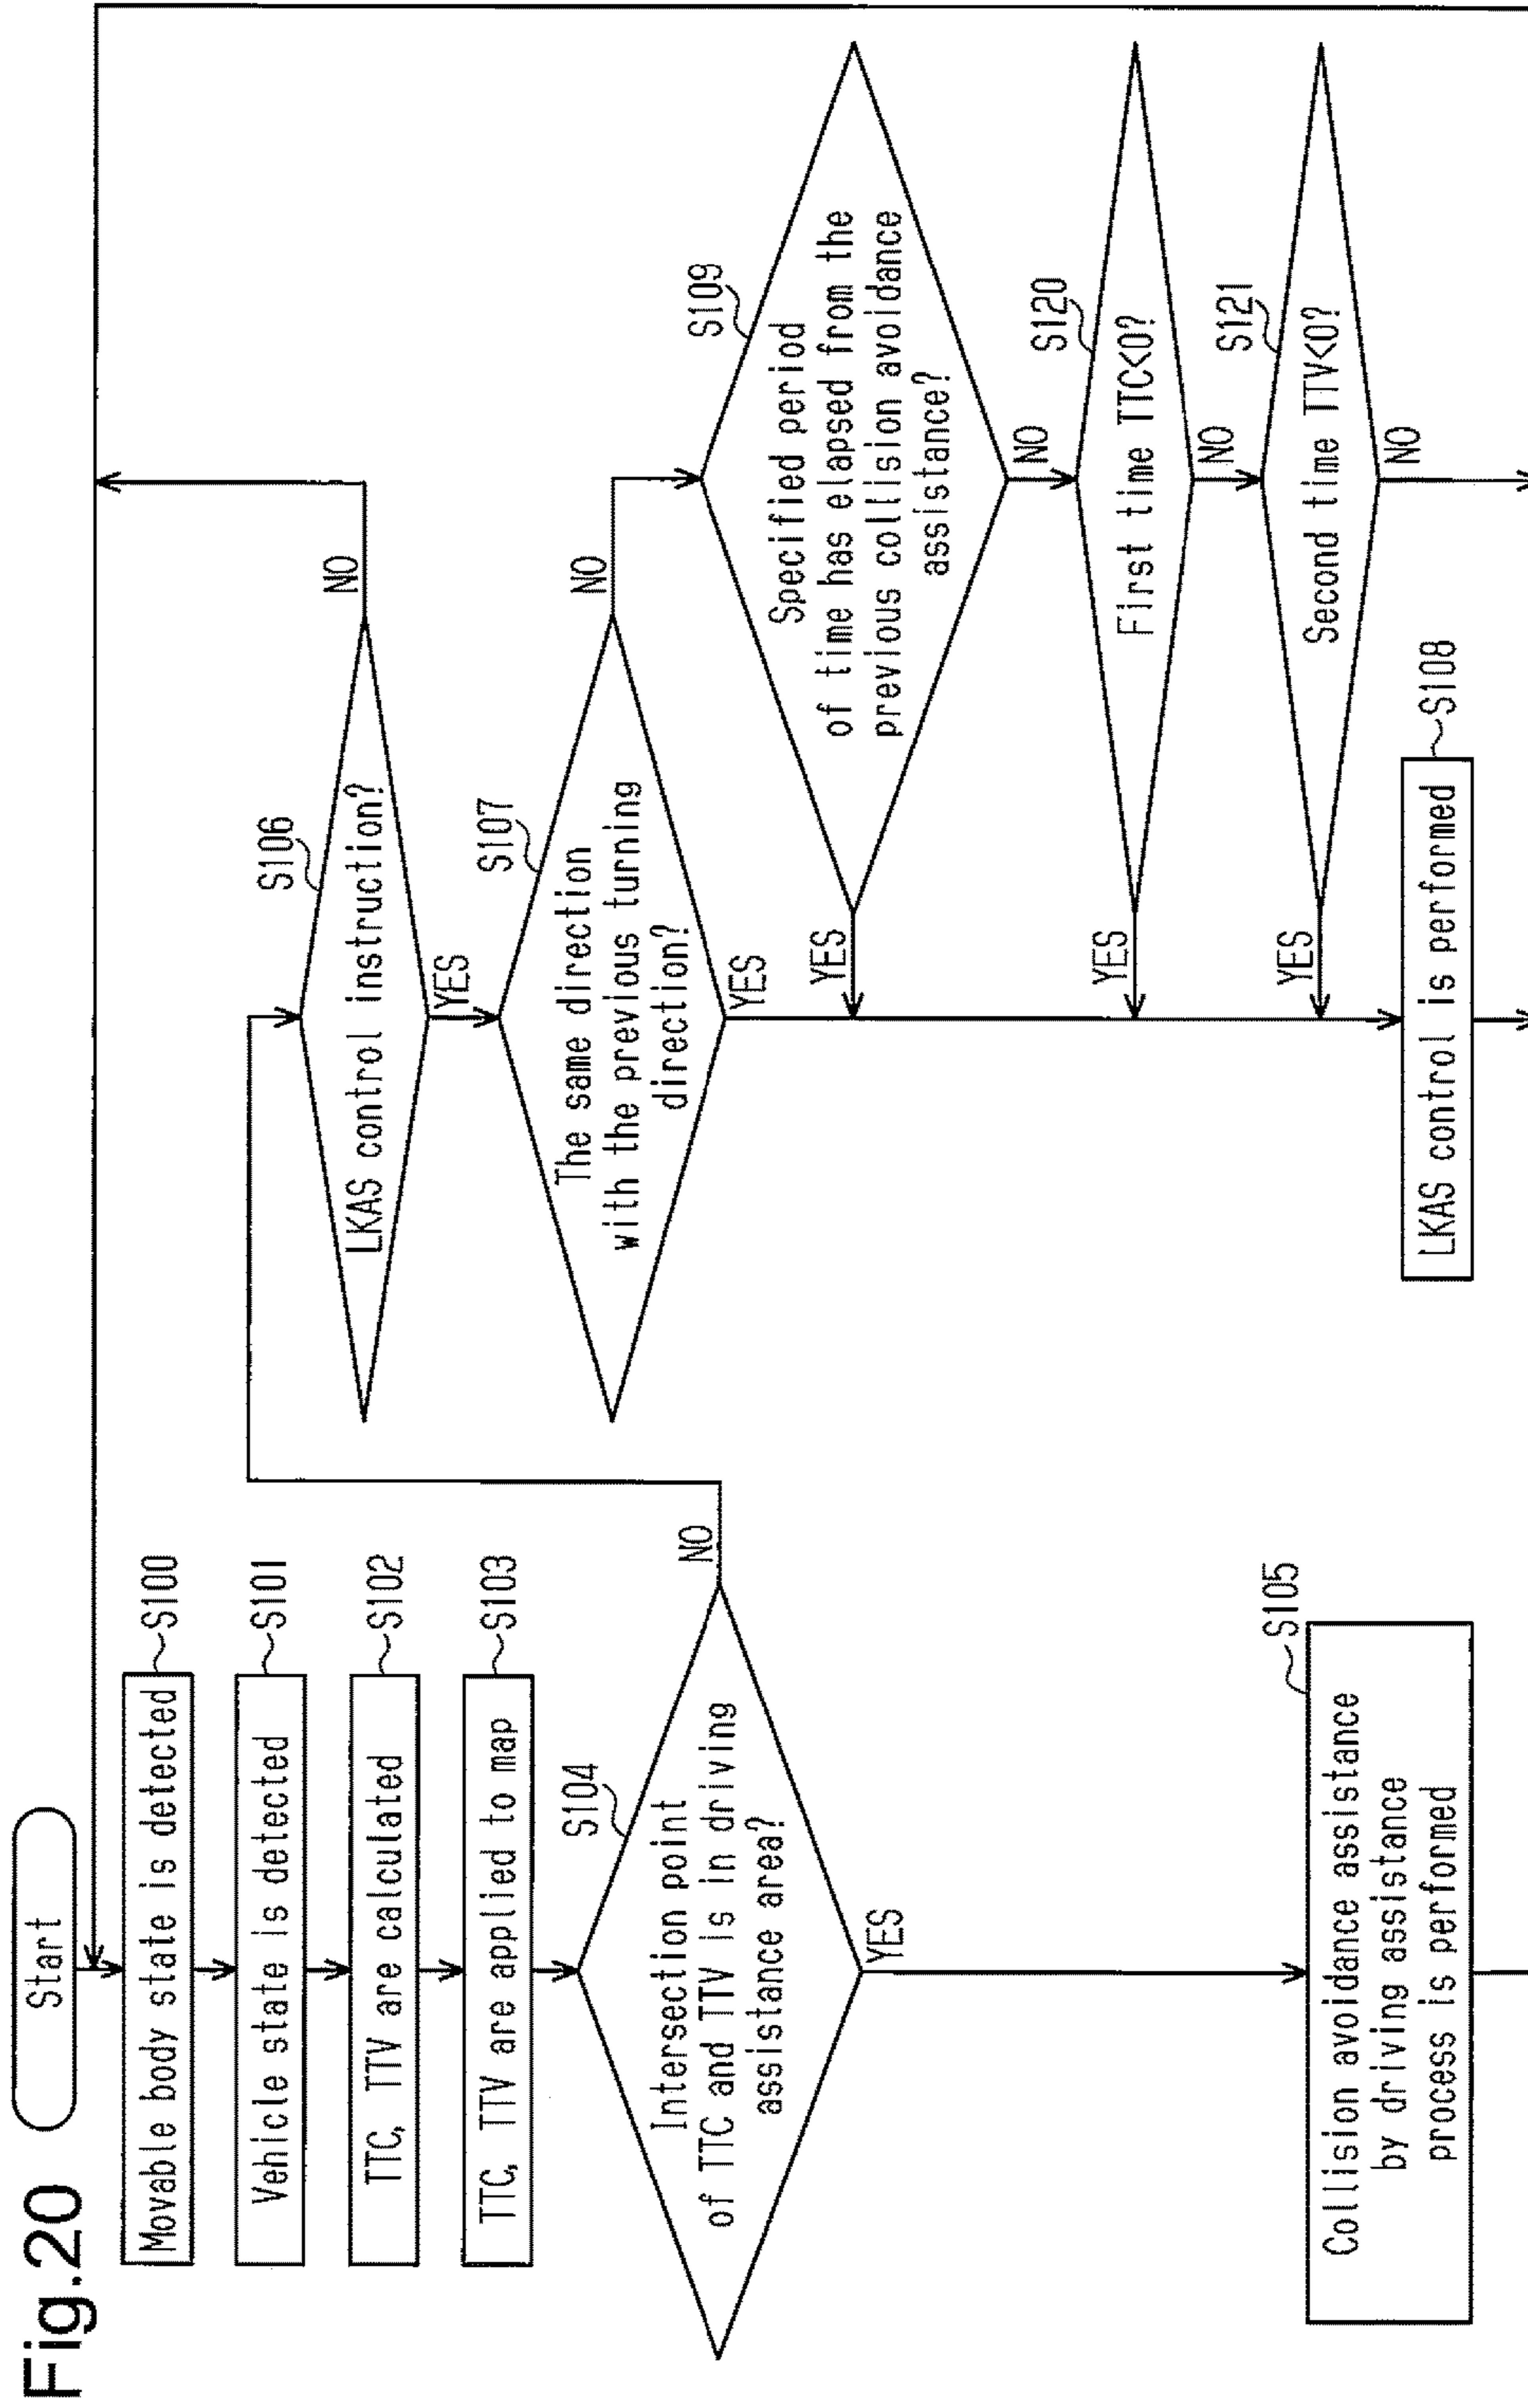 Fig.20
Start
Movable body state is detected
S100
Vehicle state is detected
S101
TTC, TTV are calculated
S102
TTC, TTV are applied to map
S103
S104
Intersection point
of TTC and TTV is in driving
assistance area?
NO
YES
S105
Collision avoidance assistance
by driving assistance
process is performed
S106
LKAS control instruction?
NO
YES
S107
The same direction
with the previous turning
direction?
NO
YES
S109
Specified period
of time has elapsed from the
previous collision avoidance
assistance?
YES
NO
S120
First time TTC<0?
YES
NO
S121
Second time TTV<0?
YES
NO
LKAS control is performed
S108